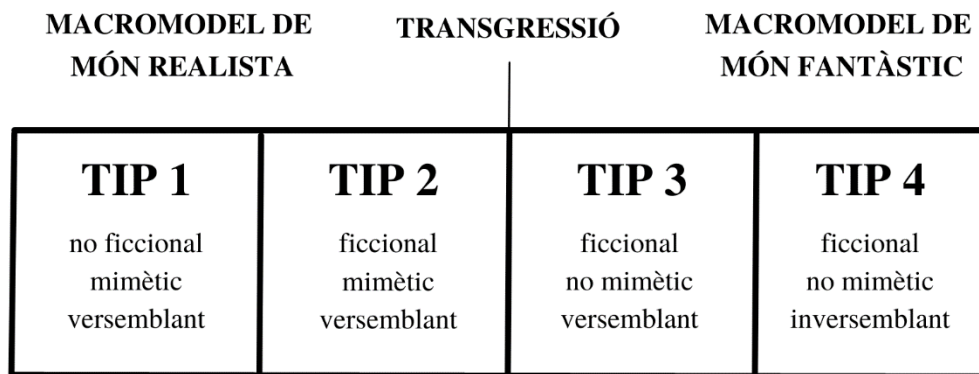 MACROMODEL DE
MÓN REALISTA
TRANSGRESSIÓ
MACROMODEL DE
MÓN FANTÀSTIC
TIP 1
no ficcional
mimètic
versemblant
TIP 2
ficcional
mimètic
versemblant
TIP 3
ficcional
no mimètic
versemblant
TIP 4
ficcional
no mimètic
inversemblant